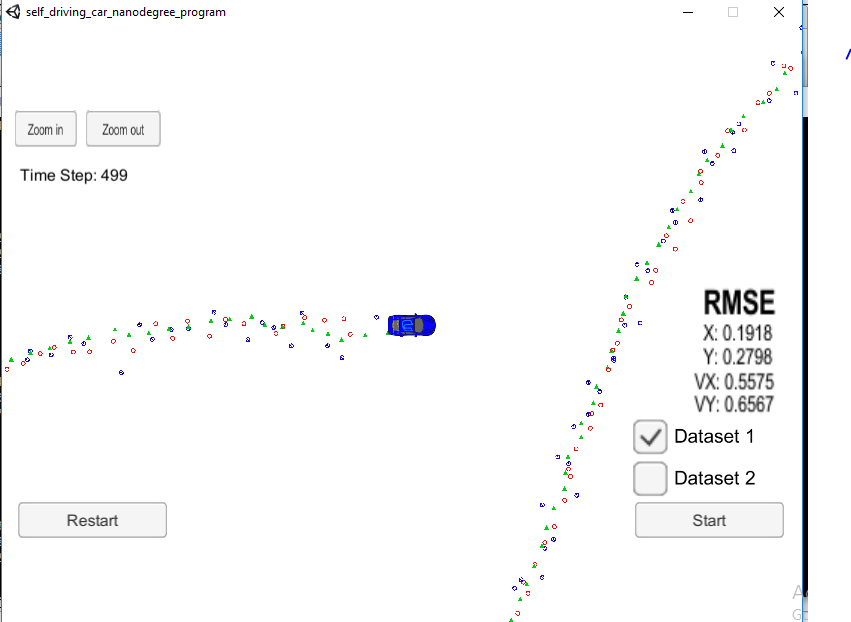 self_driving_car_nanodegree_program
Zoom in
Zoom out
Time Step: 499
RMSE
X: 0.1918
Y: 0.2798
VX: 0.5575
VY: 0.6567
Dataset 1
Dataset 2
Restart
Start